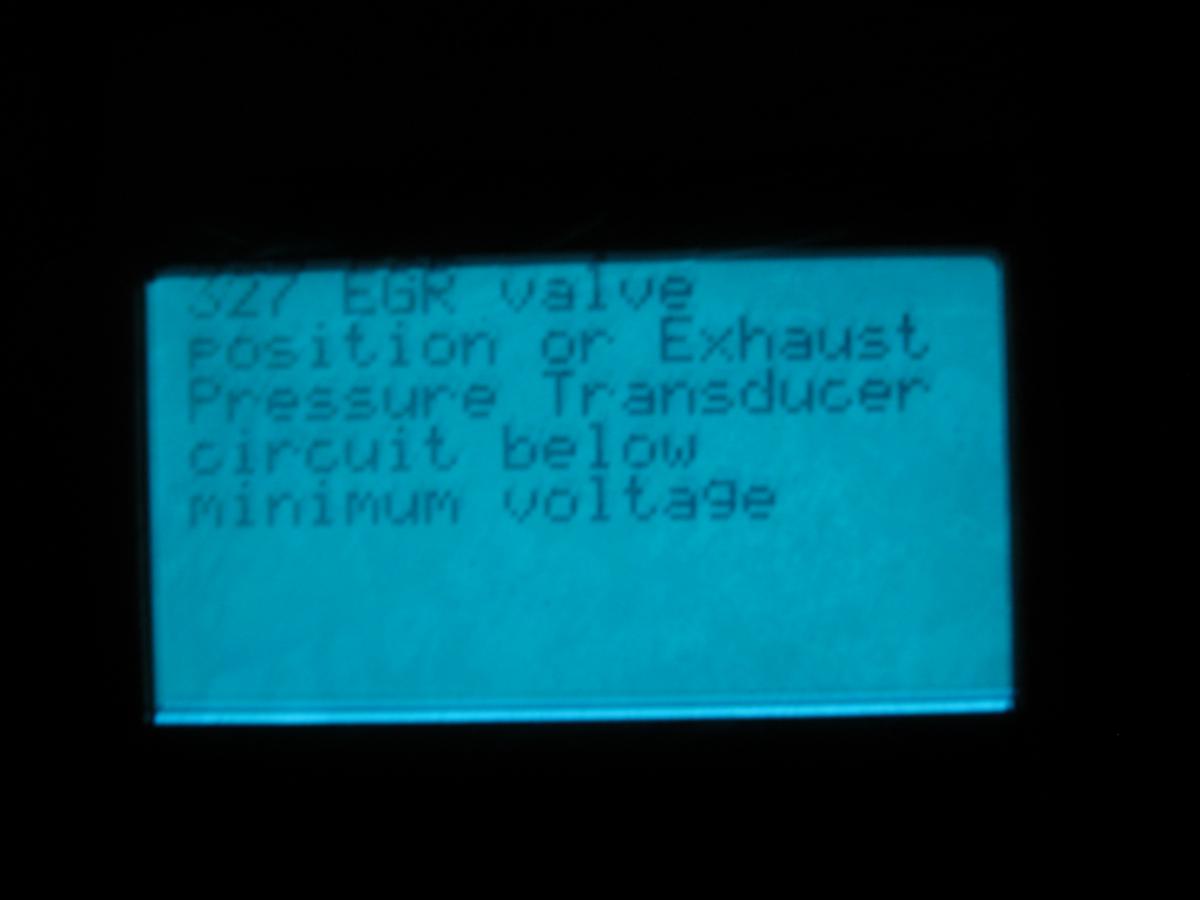 327 EGR valve
position or Exhaust
Pressure Transducer
circuit below
minimum voltage